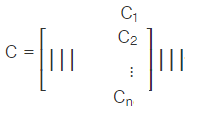 C₁
C₂
C = [ | | | ⋮ ] | | |
Cₙ